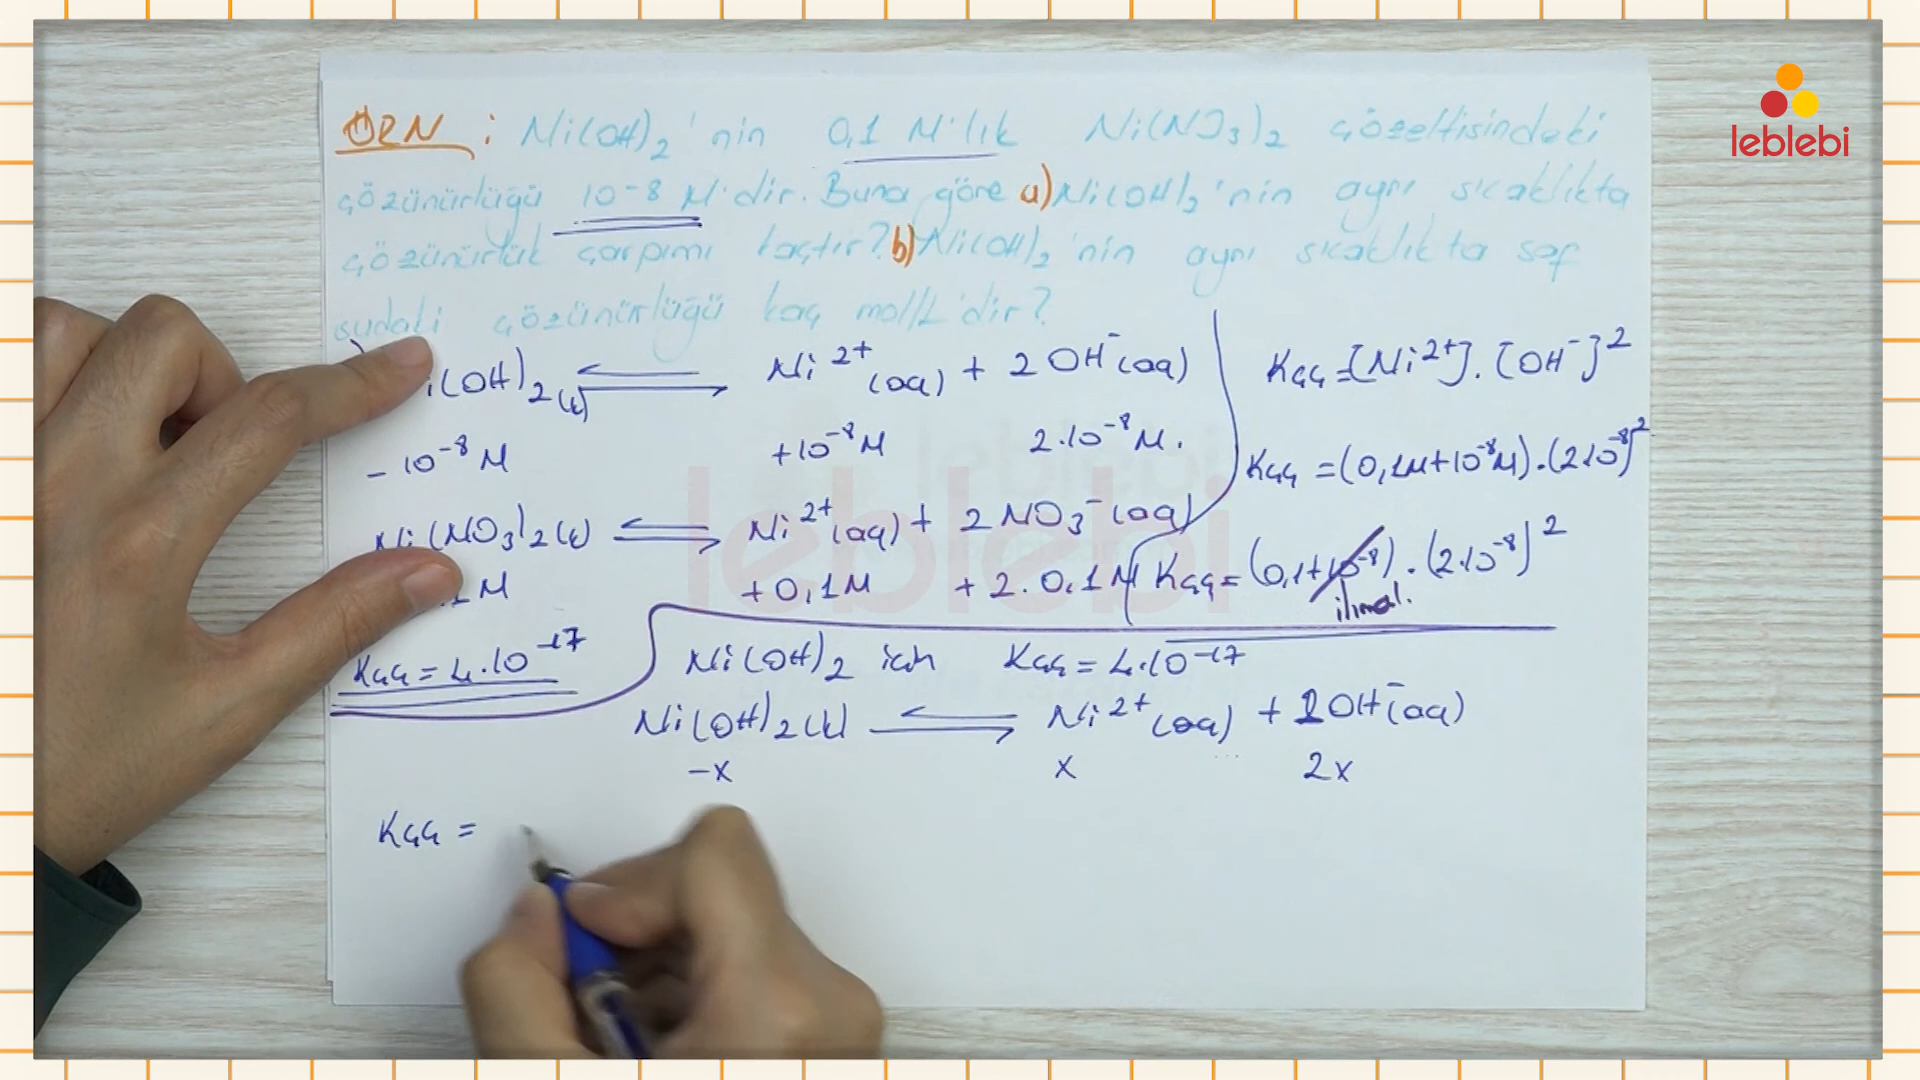 ÖRN : Ni(OH)₂'nin 0,1 M'lık Ni(NO₃)₂ çözeltisindeki
çözünürlüğü 10⁻⁸ M'dir. Buna göre a) Ni(OH)₂'nin aynı sıcaklıkta
çözünürlük çarpımı kaçtır? b) Ni(OH)₂'nin aynı sıcaklıkta saf
sudaki çözünürlüğü kaç mol/L'dir?
i(OH)₂(k) ⇌ Ni²⁺(aq) + 2OH⁻(aq)
-10⁻⁸ M +10⁻⁸ M 2.10⁻⁸ M.
Ni(NO₃)₂(k) ⇌ Ni²⁺(aq) + 2NO₃⁻(aq)
1M +0,1M +2.0,1M
Kçç = [Ni²⁺].[OH⁻]²
Kçç = (0,1M+10⁻⁸M).(2.10⁻⁸)²
Kçç = (0,1+10⁻⁸).(2.10⁻⁸)²
ihmal.
Kçç = 4.10⁻¹⁷
Ni(OH)₂ için Kçç = 4.10⁻¹⁷
Ni(OH)₂(k) ⇌ Ni²⁺(aq) + 2OH⁻(aq)
-x x 2x
Kçç =
leblebi
leblebi